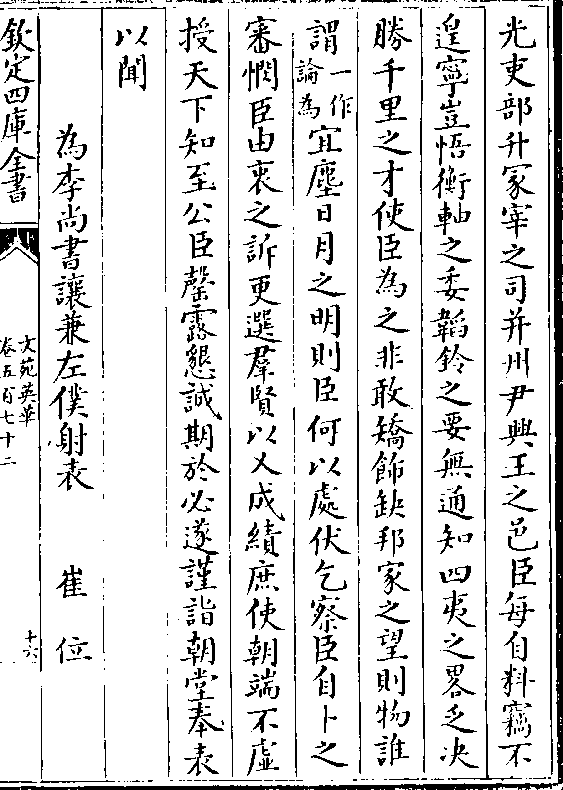 光吏部升冢宰之司并州尹興王之邑臣每自料竊不
遑寧豈悟衡軸之委韜鈴之要無通知四夷之畧乏决
勝千里之才使臣為之非敢矯飾缺邦家之望則物誰
謂一作論為宜塵日月之明則臣何以處伏乞察臣自卜之
審憫臣由衷之訴更選羣賢以乂成績庶使朝端不虚
授天下知至公臣罄露懇誠期於必遂謹詣朝堂奉表
以聞
為李尚書讓兼左僕射表 崔位
欽定四庫全書
文苑英華
卷五百七十二
十六